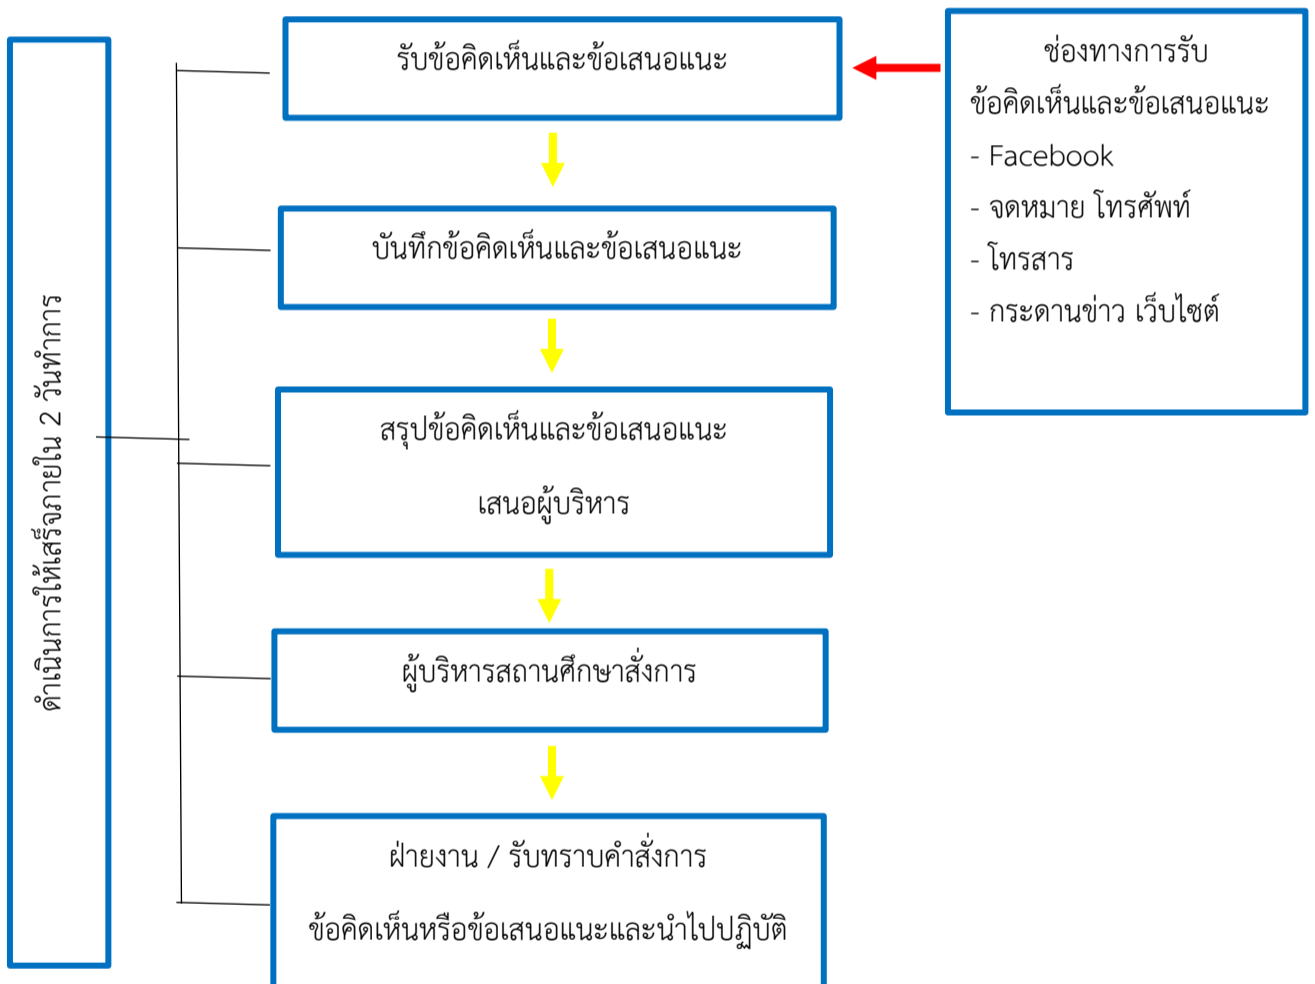 รับข้อคิดเห็นและข้อเสนอแนะ
ช่องทางการรับ
ข้อคิดเห็นและข้อเสนอแนะ
- Facebook
- จดหมาย โทรศัพท์
- โทรสาร
- กระดานข่าว เว็บไซต์
บันทึกข้อคิดเห็นและข้อเสนอแนะ
สรุปข้อคิดเห็นและข้อเสนอแนะ
เสนอผู้บริหาร
ผู้บริหารสถานศึกษาสั่งการ
ฝ่ายงาน / รับทราบคำสั่งการ
ข้อคิดเห็นหรือข้อเสนอแนะและนำไปปฏิบัติ
ดำเนินการให้เสร็จภายใน 2 วันทำการ